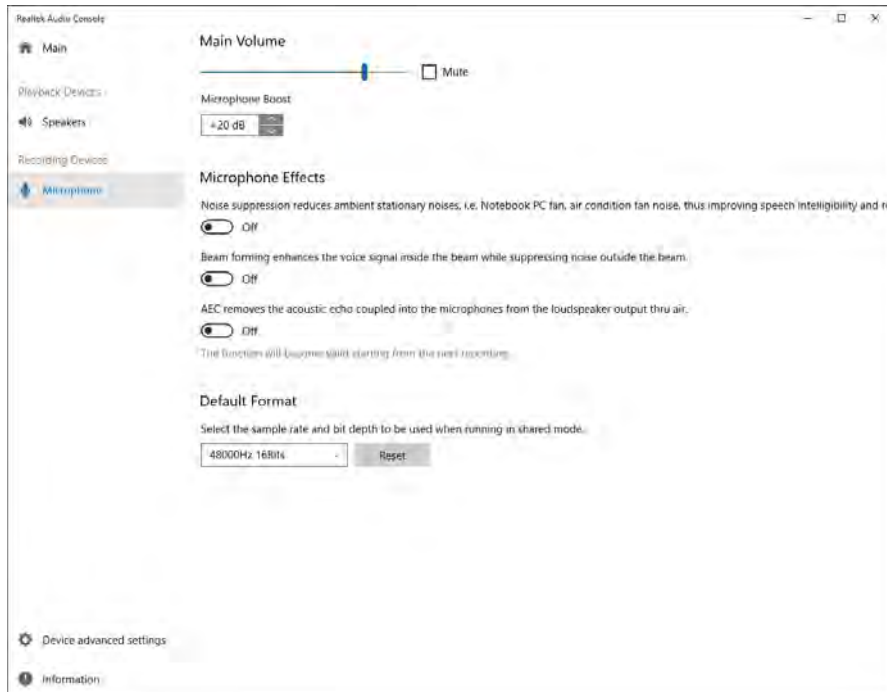 Realtek Audio Console
Main
Playback Devices
Speakers
Recording Devices
Microphone
Main Volume
Mute
Microphone Boost
+20 dB
Microphone Effects
Noise suppression reduces ambient stationary noises, i.e. Notebook PC fan, air condition fan noise, thus improving speech intelligibility and r
Off
Beam forming enhances the voice signal inside the beam while suppressing noise outside the beam.
Off
AEC removes the acoustic echo coupled into the microphones from the loudspeaker output thru air.
Off
The function will become valid starting from the next recording.
Default Format
Select the sample rate and bit depth to be used when running in shared mode.
48000Hz 16Bits
Reset
Device advanced settings
Information